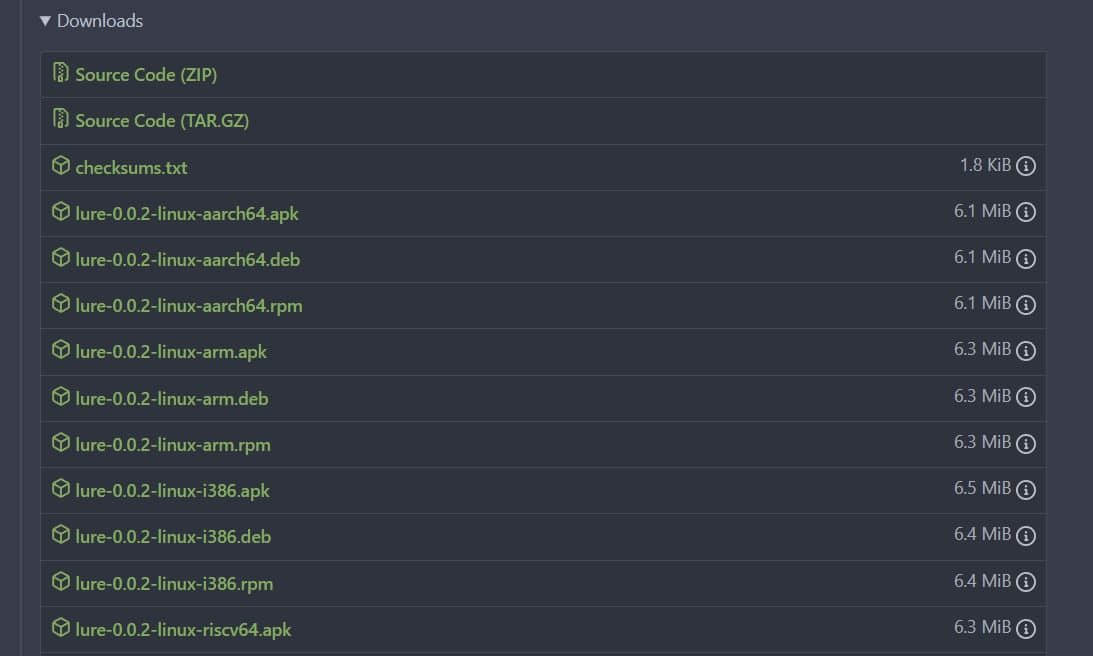 Downloads
Source Code (ZIP)
Source Code (TAR.GZ)
checksums.txt 1.8 KiB
lure-0.0.2-linux-aarch64.apk 6.1 MiB
lure-0.0.2-linux-aarch64.deb 6.1 MiB
lure-0.0.2-linux-aarch64.rpm 6.1 MiB
lure-0.0.2-linux-arm.apk 6.3 MiB
lure-0.0.2-linux-arm.deb 6.3 MiB
lure-0.0.2-linux-arm.rpm 6.3 MiB
lure-0.0.2-linux-i386.apk 6.5 MiB
lure-0.0.2-linux-i386.deb 6.4 MiB
lure-0.0.2-linux-i386.rpm 6.4 MiB
lure-0.0.2-linux-riscv64.apk 6.3 MiB